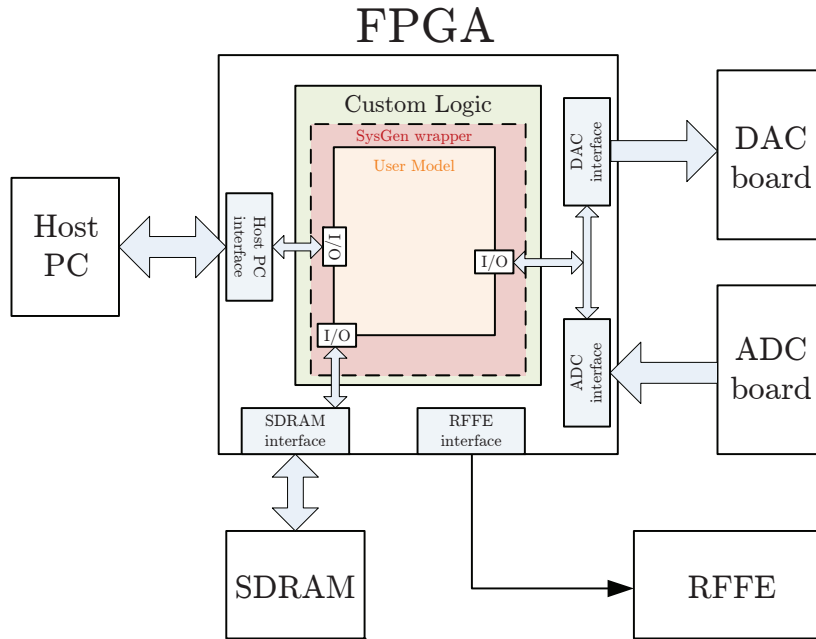 FPGA
Custom Logic
SysGen wrapper
User Model
DAC
interface
DAC
board
Host
PC
Host PC
interface
I/O
I/O
I/O
ADC
interface
ADC
board
SDRAM
interface
RFFE
interface
SDRAM
RFFE